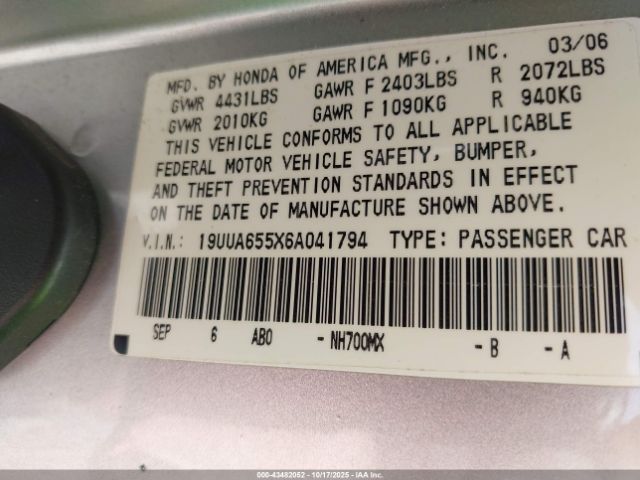 MFD. BY HONDA OF AMERICA MFG., INC. 03/06
GVWR 4431LBS GAWR F 2403LBS R 2072LBS
GVWR 2010KG GAWR F 1090KG R 940KG
THIS VEHICLE CONFORMS TO ALL APPLICABLE
FEDERAL MOTOR VEHICLE SAFETY, BUMPER,
AND THEFT PREVENTION STANDARDS IN EFFECT
ON THE DATE OF MANUFACTURE SHOWN ABOVE.
V.I.N.: 19UUA655X6A041794 TYPE: PASSENGER CAR
SEP 6 AB0 - NH700MX - B - A
000-43482052 | 10/17/2025 | IAA Inc.